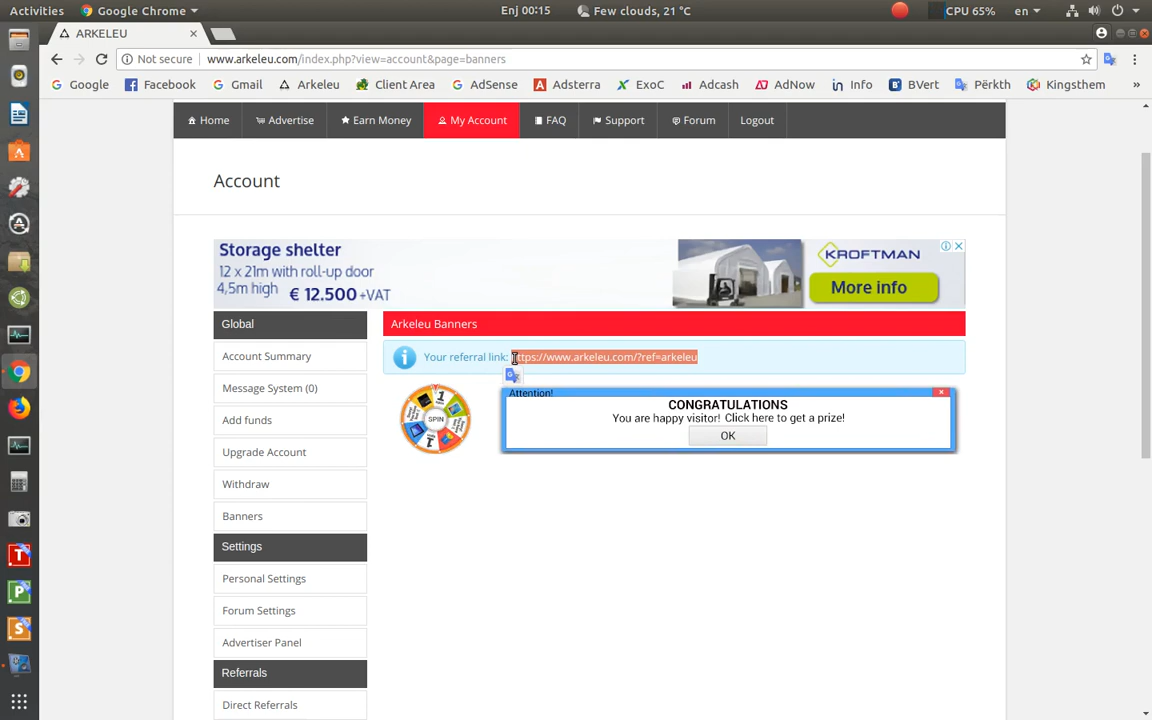 Activities Google Chrome Enj 00:15 Few clouds, 21 °C CPU 65% en
ARKELEU
Not secure www.arkeleu.com/index.php?view=account&page=banners
Google Facebook Gmail Arkeleu Client Area AdSense Adsterra ExoC Adcash AdNow Info BVert Përkth Kingsthem »
Home Advertise Earn Money My Account FAQ Support Forum Logout
Account
Storage shelter
12 x 21m with roll-up door
4,5m high € 12.500 +VAT
KROFTMAN
More info
Global
Arkeleu Banners
Account Summary
Your referral link: https://www.arkeleu.com/?ref=arkeleu
Message System (0)
Attention!
CONGRATULATIONS
You are happy visitor! Click here to get a prize!
OK
SPIN
Add funds
Upgrade Account
Withdraw
Banners
Settings
Personal Settings
Forum Settings
Advertiser Panel
Referrals
Direct Referrals